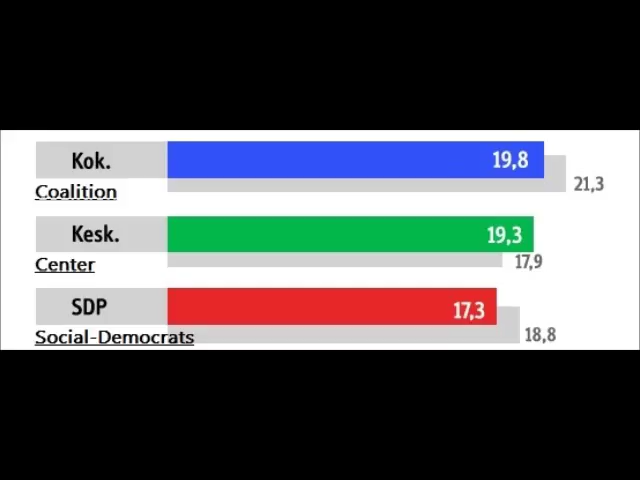 Kok.
19,8
Coalition
21,3
Kesk.
19,3
Center
17,9
SDP
17,3
Social-Democrats
18,8